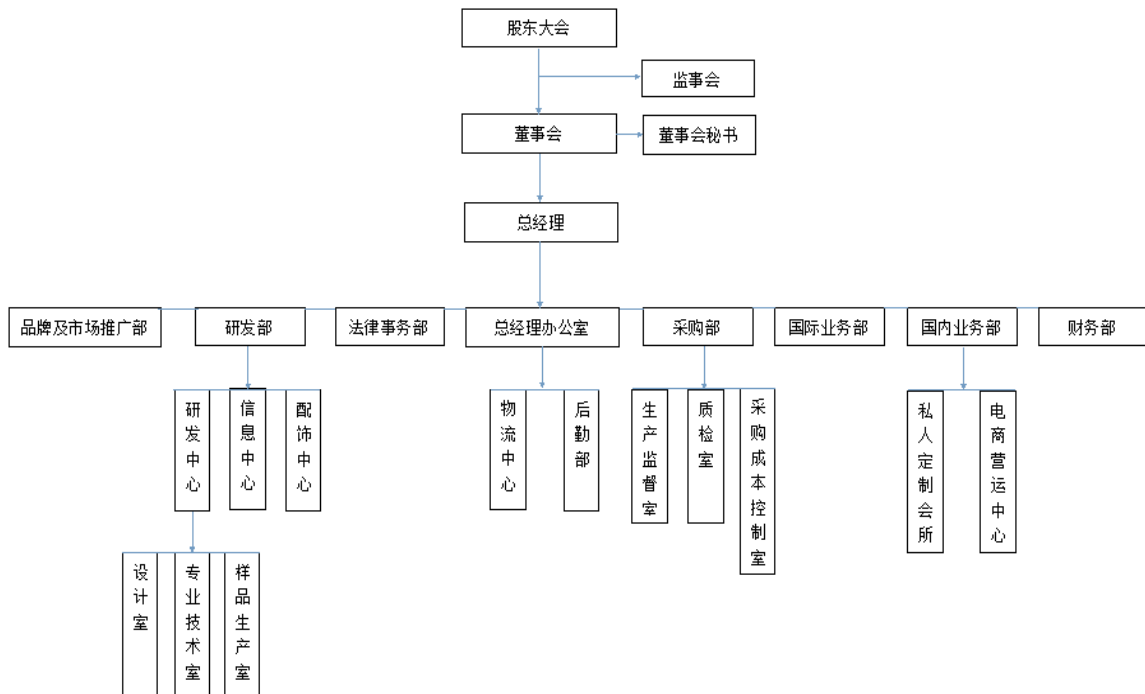 股东大会
监事会
董事会
董事会秘书
总经理
品牌及市场推广部
研发部
法律事务部
总经理办公室
采购部
国际业务部
国内业务部
财务部
研发中心
信息中心
配饰中心
物流中心
后勤部
生产监督室
质检室
采购成本控制室
私人定制会所
电商营运中心
设计室
专业技术室
样品生产室